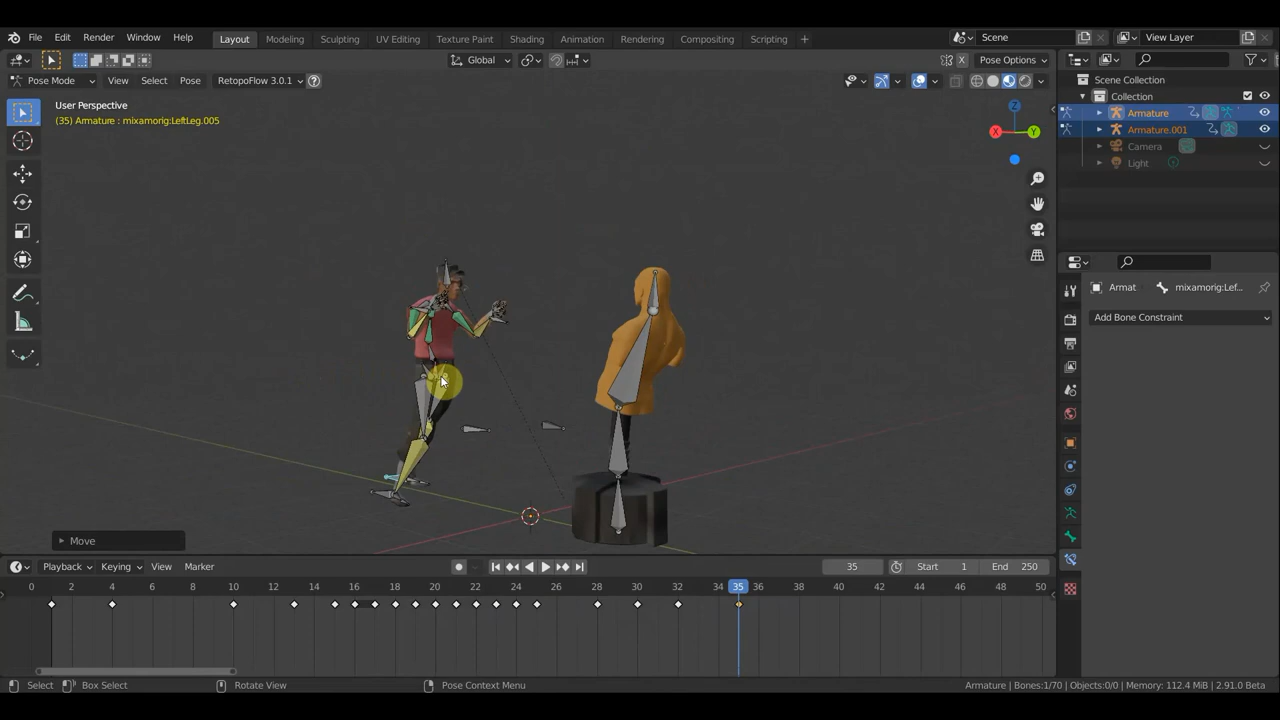 File Edit Render Window Help Layout Modeling Sculpting UV Editing Texture Paint Shading Animation Rendering Compositing Scripting + Scene View Layer
Global X Pose Options
Pose Mode View Select Pose RetopoFlow 3.0.1 ?
User Perspective
(35) Armature : mixamorig:LeftLeg.005
Z
X Y
Scene Collection
Collection
Armature
Armature.001
Camera
Light
Armat mixamorig:Lef...
Add Bone Constraint
Move
Playback Keying View Marker 35 Start 1 End 250
0 2 4 6 8 10 12 14 16 18 20 22 24 26 28 30 32 34 35 36 38 40 42 44 46 48 50
Select Box Select Rotate View Pose Context Menu Armature | Bones:1/70 | Objects:0/0 | Memory: 112.4 MiB | 2.91.0 Beta